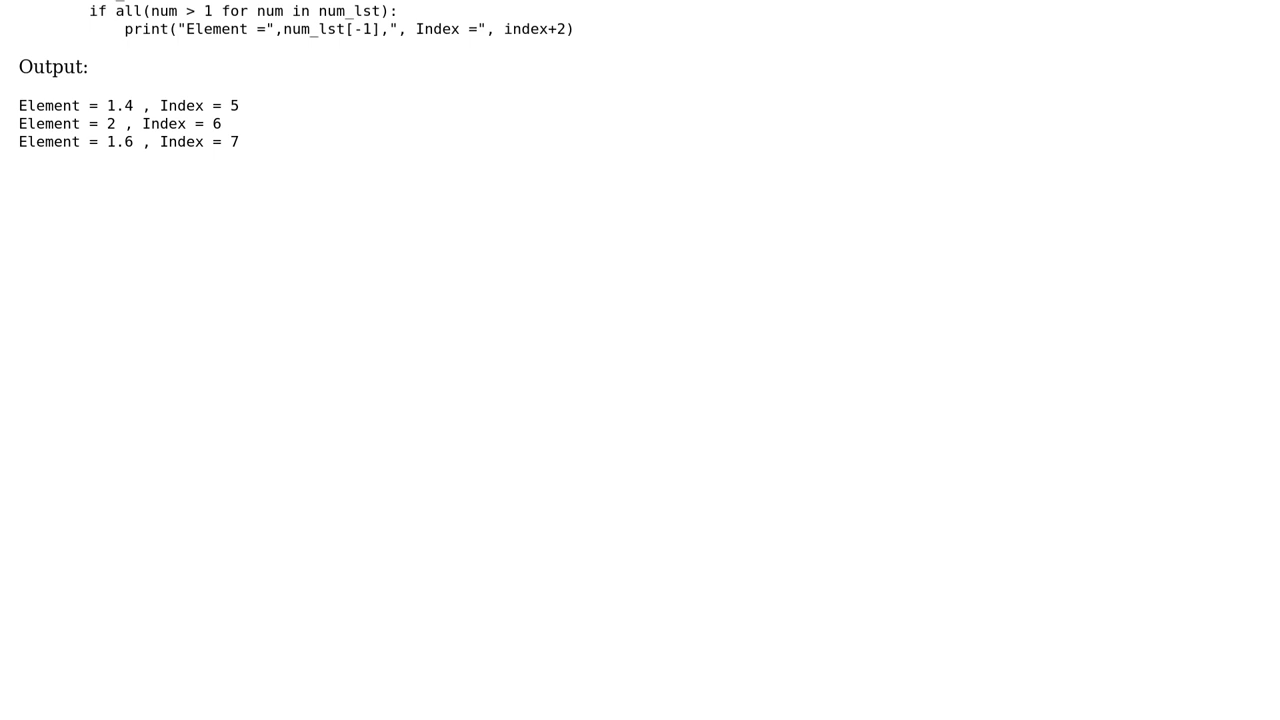 if all(num > 1 for num in num_lst):
print("Element =",num_lst[-1],", Index =", index+2)
Output:
Element = 1.4 , Index = 5
Element = 2 , Index = 6
Element = 1.6 , Index = 7